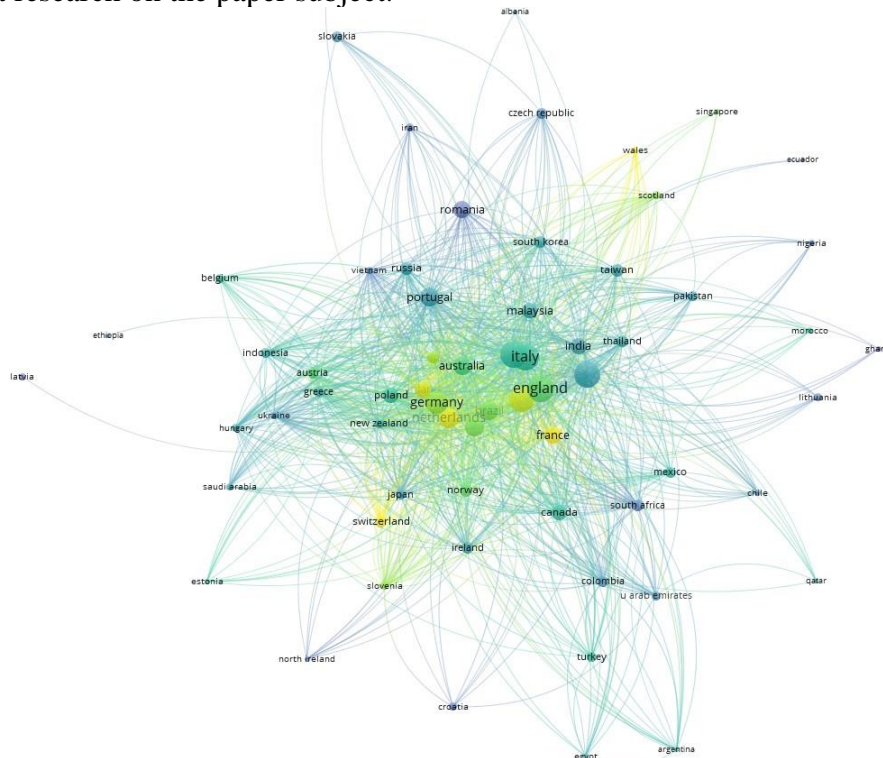 research on the paper subject.
albania
slovakia
czech republic
singapore
iran
wales
ecuador
scotland
romania
south korea
nigeria
vietnam
russia
taiwan
belgium
portugal
pakistan
malaysia
morocco
ethiopia
india
thailand
indonesia
italy
latvia
austria
australia
greece
poland
england
lithuania
germany
netherlands
brazil
ukraine
hungary
new zealand
france
mexico
saudi arabia
japan
norway
chile
south africa
switzerland
canada
ireland
estonia
slovenia
colombia
qatar
u arab emirates
north ireland
turkey
croatia
argentina
egypt